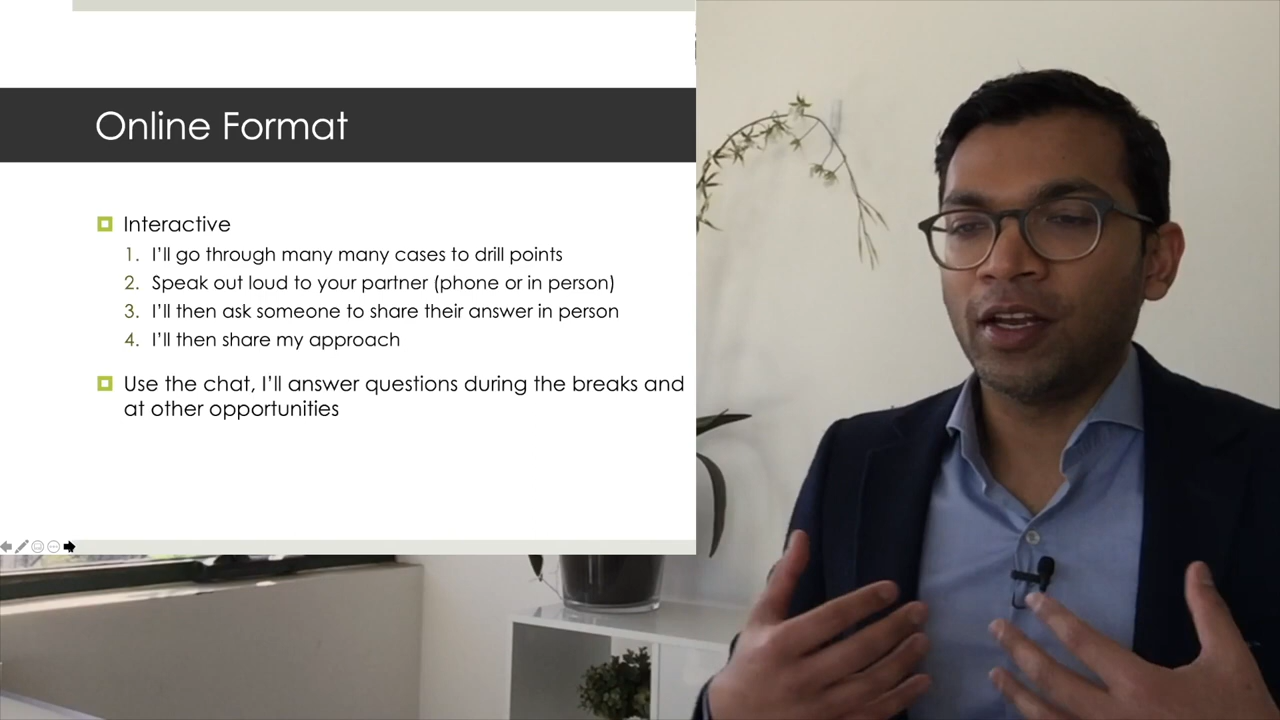 Online Format
Interactive
1. I'll go through many many cases to drill points
2. Speak out loud to your partner (phone or in person)
3. I'll then ask someone to share their answer in person
4. I'll then share my approach
Use the chat, I'll answer questions during the breaks and
at other opportunities